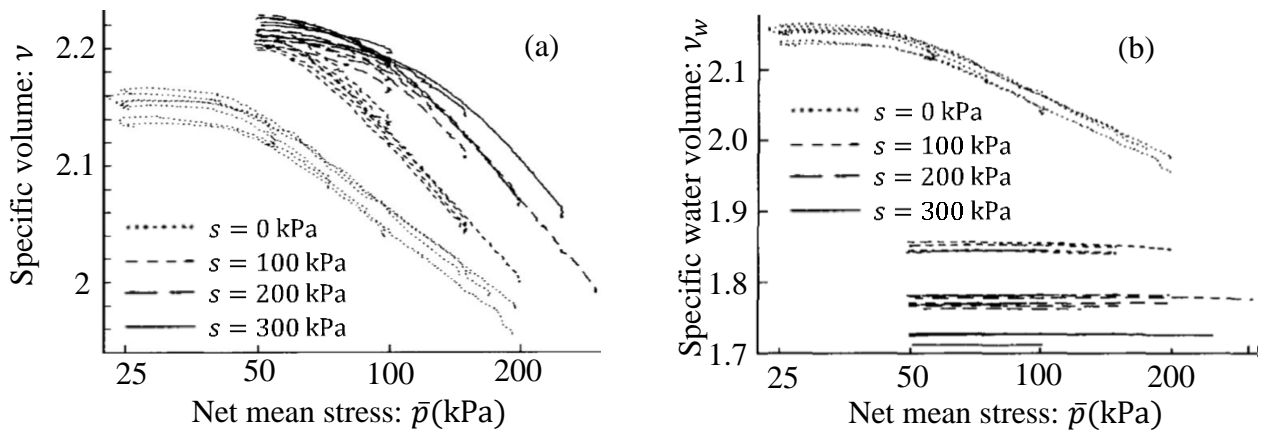 (a)
Specific volume: ν
2.2
2.1
2
s = 0 kPa
s = 100 kPa
s = 200 kPa
s = 300 kPa
25 50 100 200
Net mean stress: p̄(kPa)
(b)
Specific water volume: ν_w
2.1
2.0
1.9
1.8
1.7
s = 0 kPa
s = 100 kPa
s = 200 kPa
s = 300 kPa
25 50 100 200
Net mean stress: p̄(kPa)